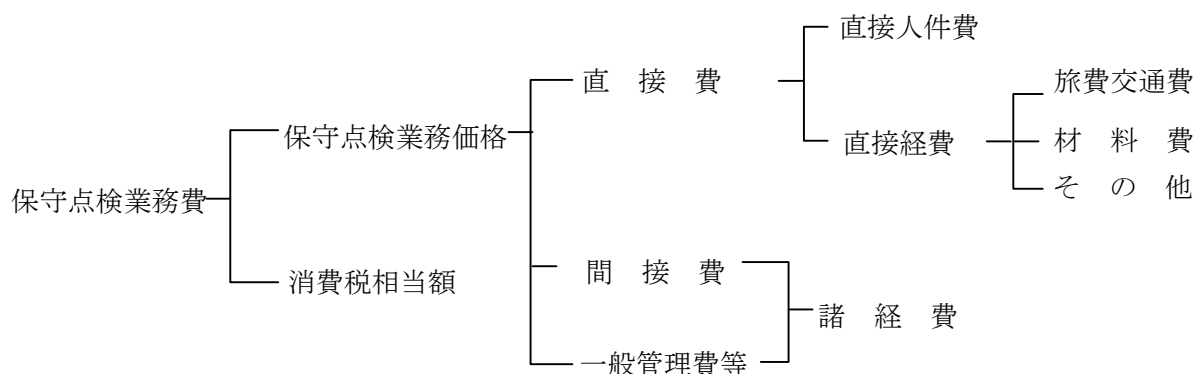 直接人件費
旅費交通費
直 接 費
保守点検業務価格
直接経費
材 料 費
そ の 他
保守点検業務費
消費税相当額
間 接 費
諸 経 費
一般管理費等